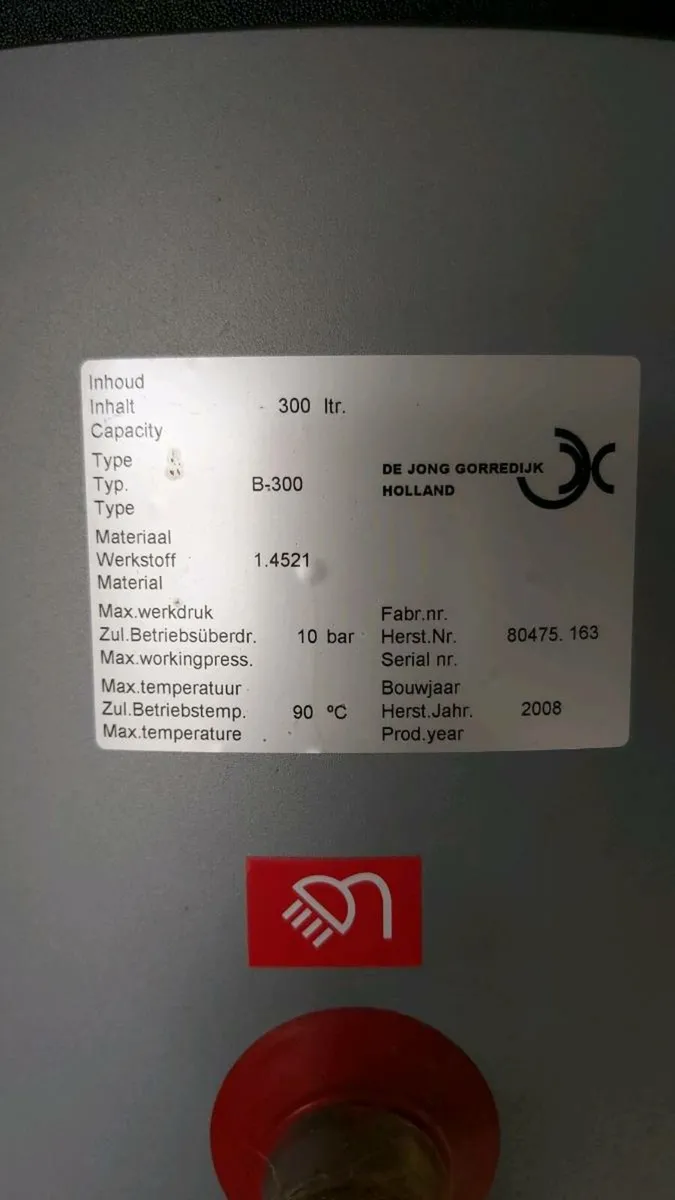 Inhoud
Inhalt 300 ltr.
Capacity
Type
Typ. B-300
Type
DE JONG GORREDIJK
HOLLAND
Materiaal
Werkstoff 1.4521
Material
Max.werkdruk
Zul.Betriebsüberdr. 10 bar
Max.workingpress.
Fabr.nr.
Herst.Nr. 80475. 163
Serial nr.
Max.temperatuur
Zul.Betriebstemp. 90 ºC
Max.temperature
Bouwjaar
Herst.Jahr. 2008
Prod.year